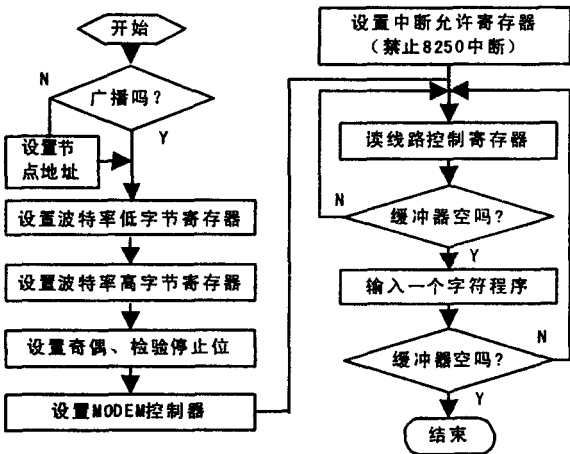 开始
N
广播吗？
Y
设置节
点地址
设置波特率低字节寄存器
设置波特率高字节寄存器
设置奇偶、检验停止位
设置MODEM控制器
设置中断允许寄存器
（禁止8250中断）
读线路控制寄存器
N
缓冲器空吗？
Y
输入一个字符程序
N
缓冲器空吗？
Y
结束